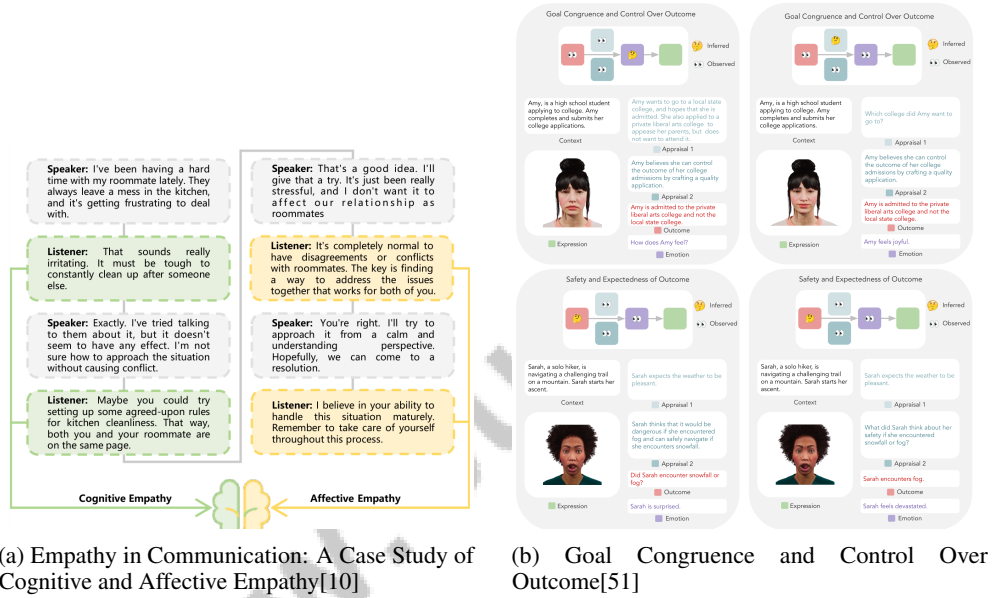 Speaker: I've been having a hard
time with my roommate lately. They
always leave a mess in the kitchen,
and it's getting frustrating to deal
with.
Listener: That sounds really
irritating. It must be tough to
constantly clean up after someone
else.
Speaker: Exactly. I've tried talking
to them about it, but it doesn't
seem to have any effect. I'm not
sure how to approach the situation
without causing conflict.
Listener: Maybe you could try
setting up some agreed-upon rules
for kitchen cleanliness. That way,
both you and your roommate are
on the same page.
Speaker: That's a good idea. I'll
give that a try. It's just been really
stressful, and I don't want it to
affect our relationship as
roommates
Listener: It's completely normal to
have disagreements or conflicts
with roommates. The key is finding
a way to address the issues
together that works for both of you.
Speaker: You're right. I'll try to
approach it from a calm and
understanding perspective.
Hopefully, we can come to a
resolution.
Listener: I believe in your ability to
handle this situation maturely.
Remember to take care of yourself
throughout this process.
Cognitive Empathy
Affective Empathy
(a) Empathy in Communication: A Case Study of
Cognitive and Affective Empathy[10]
Goal Congruence and Control Over Outcome
Inferred
Observed
Amy, is a high school student
applying to college. Amy
completes and submits her
college applications.
Context
Amy wants to go to a local state
college, and hopes that she is
admitted. She also applied to a
private liberal arts college to
appease her parents, but does
not want to attend it.
Appraisal 1
Amy believes she can control
the outcome of her college
admissions by crafting a quality
application.
Appraisal 2
Amy is admitted to the private
liberal arts college and not the
local state college.
Outcome
Expression
How does Amy feel?
Emotion
Goal Congruence and Control Over Outcome
Inferred
Observed
Amy, is a high school student
applying to college. Amy
completes and submits her
college applications.
Context
Which college did Amy want to
go to?
Appraisal 1
Amy believes she can control
the outcome of her college
admissions by crafting a quality
application.
Appraisal 2
Amy is admitted to the private
liberal arts college and not the
local state college.
Outcome
Expression
Amy feels joyful.
Emotion
Safety and Expectedness of Outcome
Inferred
Observed
Sarah, a solo hiker, is
navigating a challenging trail
on a mountain. Sarah starts her
ascent.
Context
Sarah expects the weather to be
pleasant.
Appraisal 1
Sarah thinks that it would be
dangerous if she encountered
fog and can safely navigate if
she encounters snowfall.
Appraisal 2
Did Sarah encounter snowfall or
fog?
Outcome
Expression
Sarah is surprised.
Emotion
Safety and Expectedness of Outcome
Inferred
Observed
Sarah, a solo hiker, is
navigating a challenging trail
on a mountain. Sarah starts her
ascent.
Context
Sarah expects the weather to be
pleasant.
Appraisal 1
What did Sarah think about her
safety if she encountered
snowfall or fog?
Appraisal 2
Sarah encounters fog.
Outcome
Expression
Sarah feels devastated.
Emotion
(b) Goal Congruence and Control Over
Outcome[51]